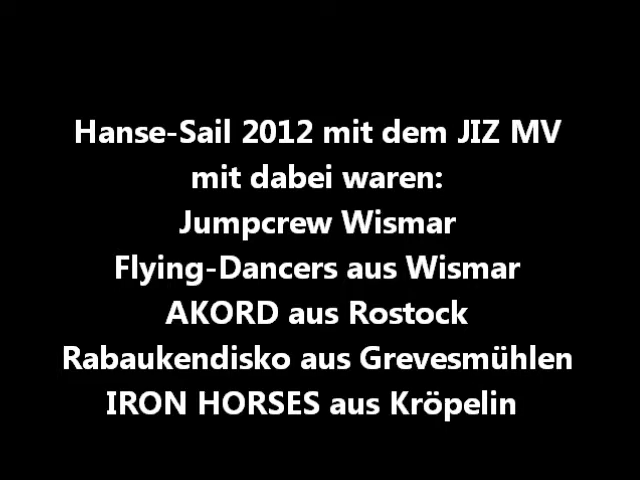 Hanse-Sail 2012 mit dem JIZ MV
mit dabei waren:
Jumpcrew Wismar
Flying-Dancers aus Wismar
AKORD aus Rostock
Rabaukendisko aus Grevesmühlen
IRON HORSES aus Kröpelin